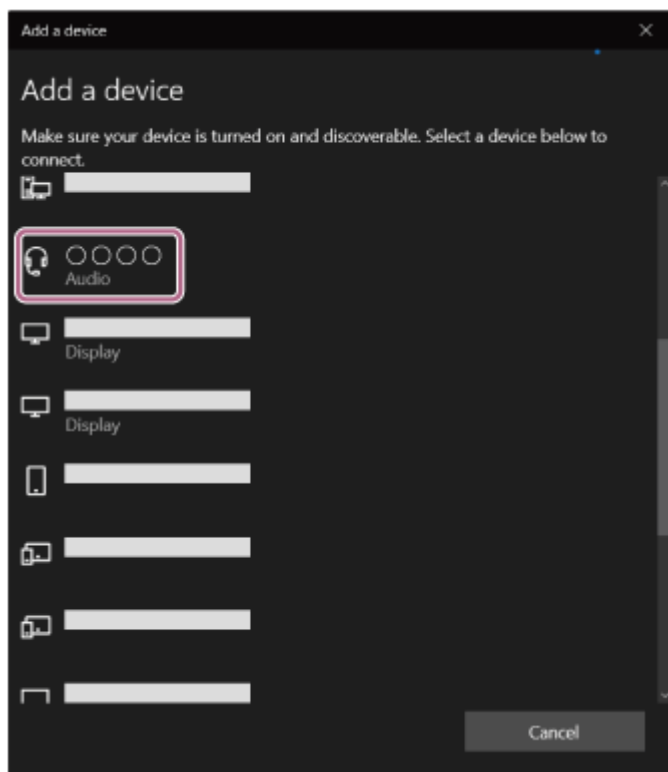 Add a device
Add a device
Make sure your device is turned on and discoverable. Select a device below to
connect.
○○○○
Audio
Display
Display
Cancel